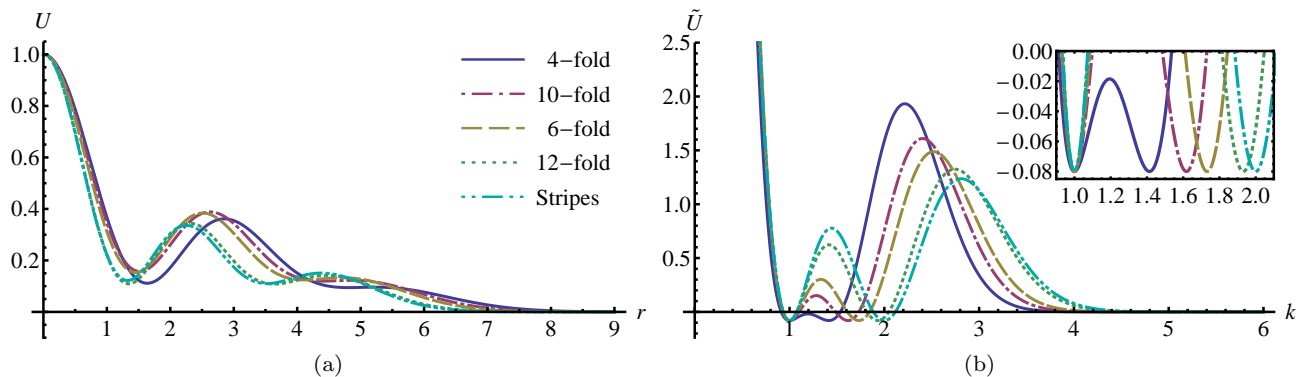 U
1.0
0.8
0.6
0.4
0.2
4−fold
10−fold
6−fold
12−fold
Stripes
1 2 3 4 5 6 7 8 9 r
(a)
Ũ
2.5
2.0
1.5
1.0
0.5
0.00
−0.02
−0.04
−0.06
−0.08
1.0 1.2 1.4 1.6 1.8 2.0
1 2 3 4 5 6 k
(b)